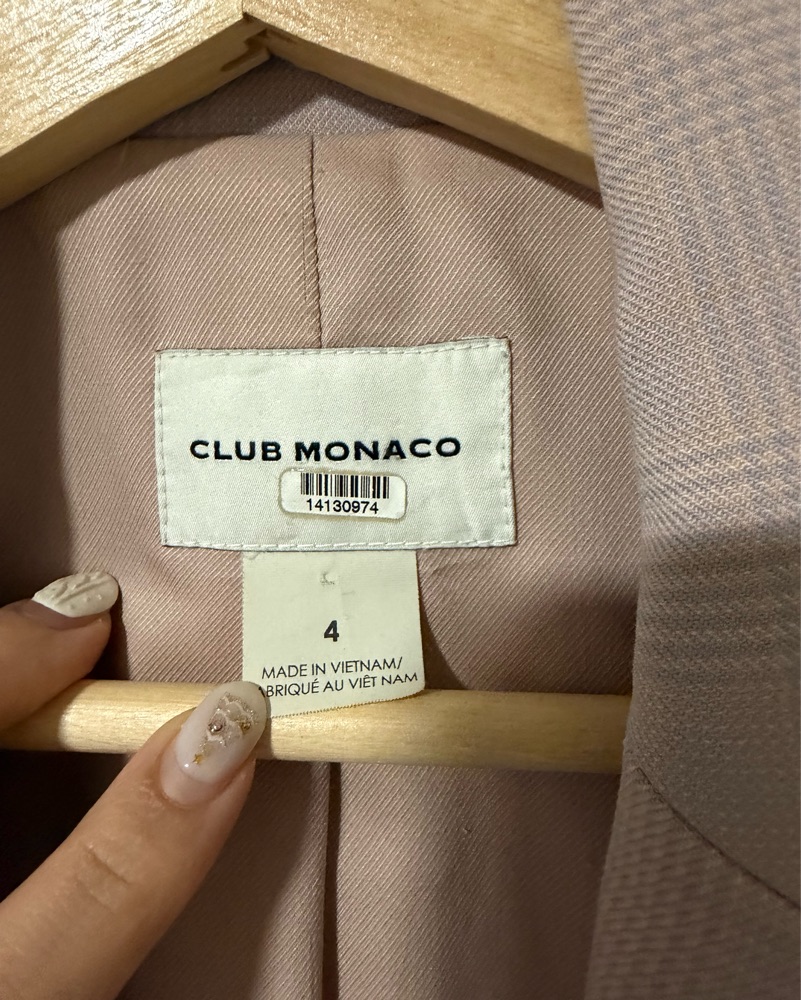 CLUB MONACO
14130974
4
MADE IN VIETNAM/
ABRIQUÉ AU VIÊT NAM